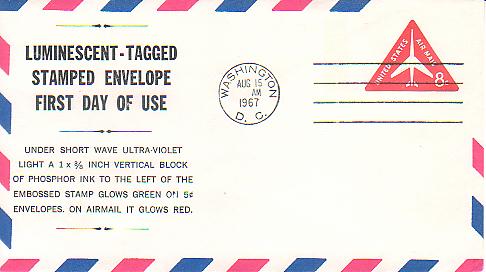 LUMINESCENT-TAGGED
STAMPED ENVELOPE
FIRST DAY OF USE
UNDER SHORT WAVE ULTRA-VIOLET
LIGHT A 1 x ⅜ INCH VERTICAL BLOCK
OF PHOSPHOR INK TO THE LEFT OF THE
EMBOSSED STAMP GLOWS GREEN ON 5¢
ENVELOPES. ON AIRMAIL IT GLOWS RED.
WASHINGTON
AUG 15
AM
1967
D. C.
UNITED STATES
AIR MAIL
8c